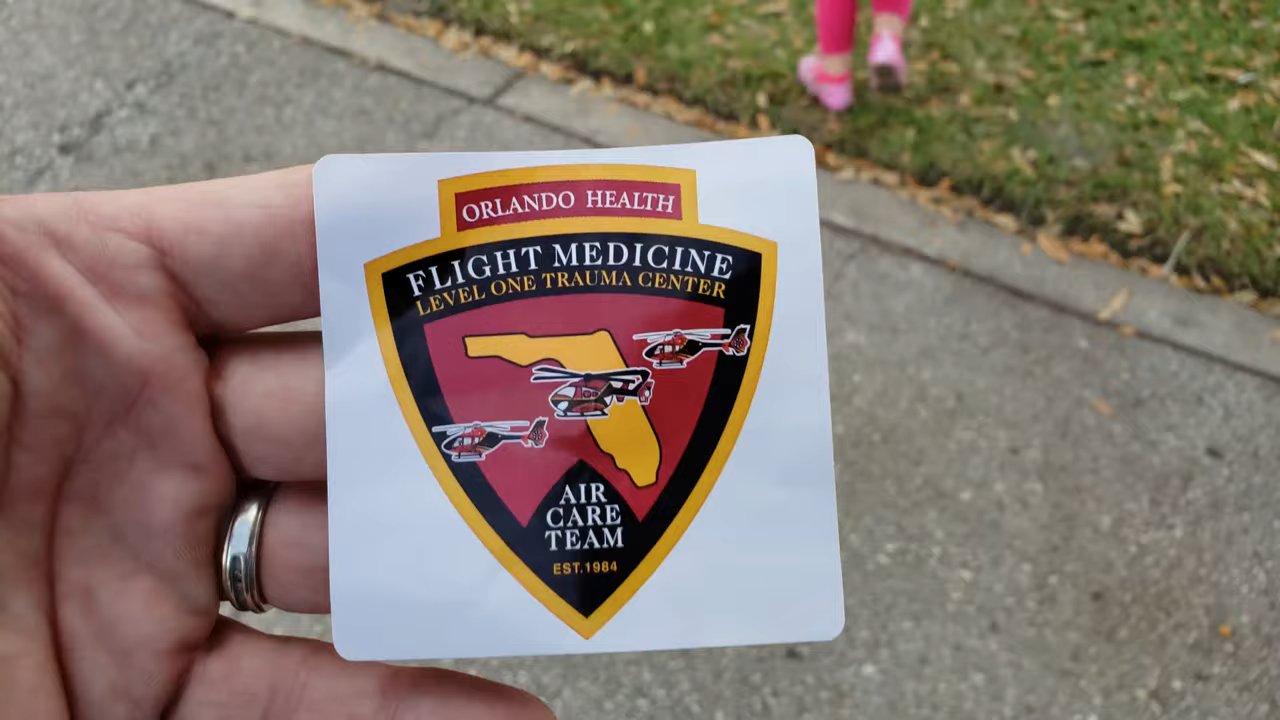 ORLANDO HEALTH
FLIGHT MEDICINE
LEVEL ONE TRAUMA CENTER
AIR
CARE
TEAM
EST.1984